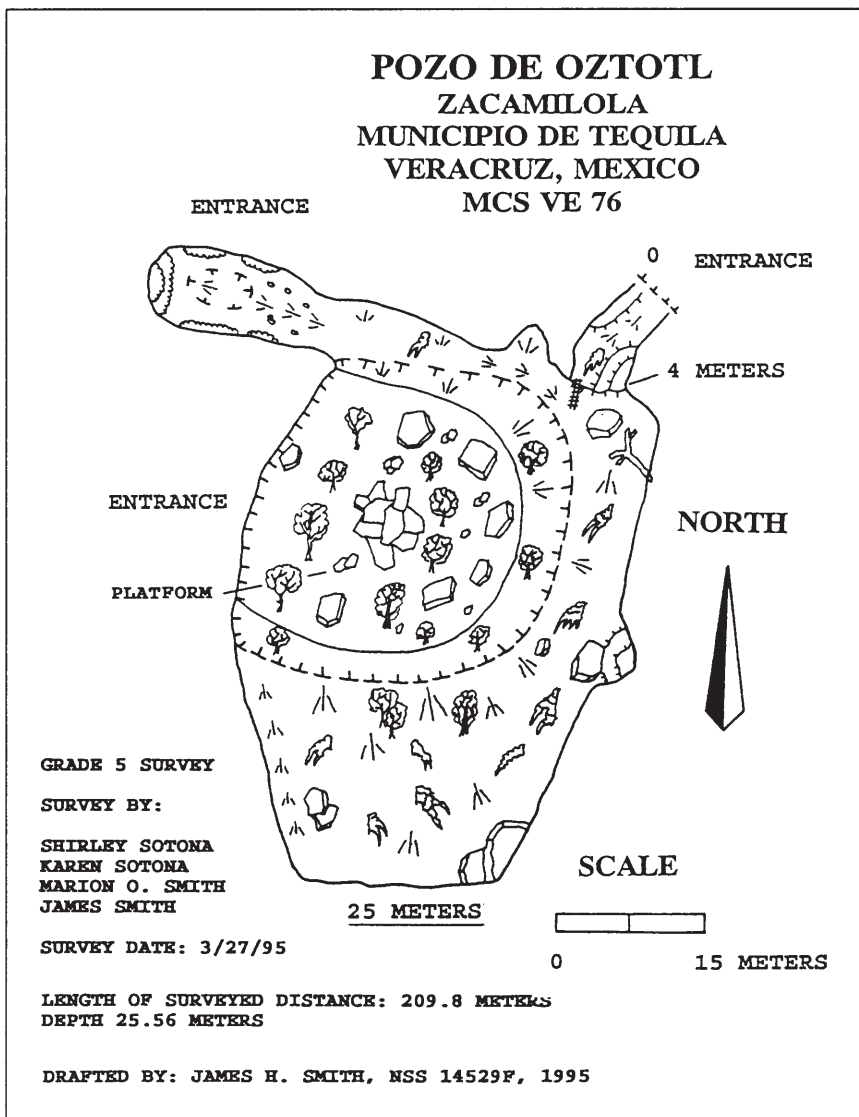 POZO DE OZTOTL
ZACAMILOLA
MUNICIPIO DE TEQUILA
VERACRUZ, MEXICO
MCS VE 76
ENTRANCE
0
ENTRANCE
4 METERS
ENTRANCE
NORTH
PLATFORM
GRADE 5 SURVEY
SURVEY BY:
SHIRLEY SOTONA
KAREN SOTONA
MARION O. SMITH
JAMES SMITH
SCALE
25 METERS
SURVEY DATE: 3/27/95
0 15 METERS
LENGTH OF SURVEYED DISTANCE: 209.8 METERS
DEPTH 25.56 METERS
DRAFTED BY: JAMES H. SMITH, NSS 14529F, 1995